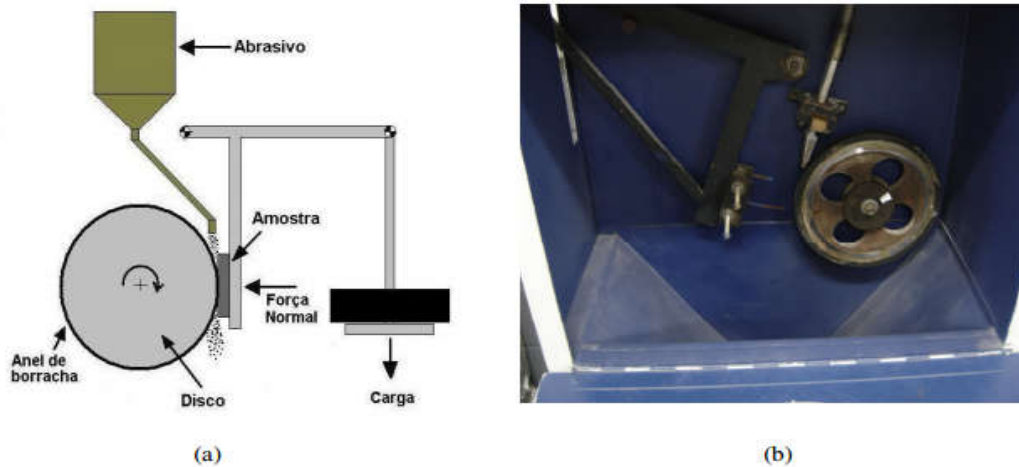 Abrasivo
Amostra
Força
Normal
Anel de
borracha
Disco
Carga
(a)
(b)